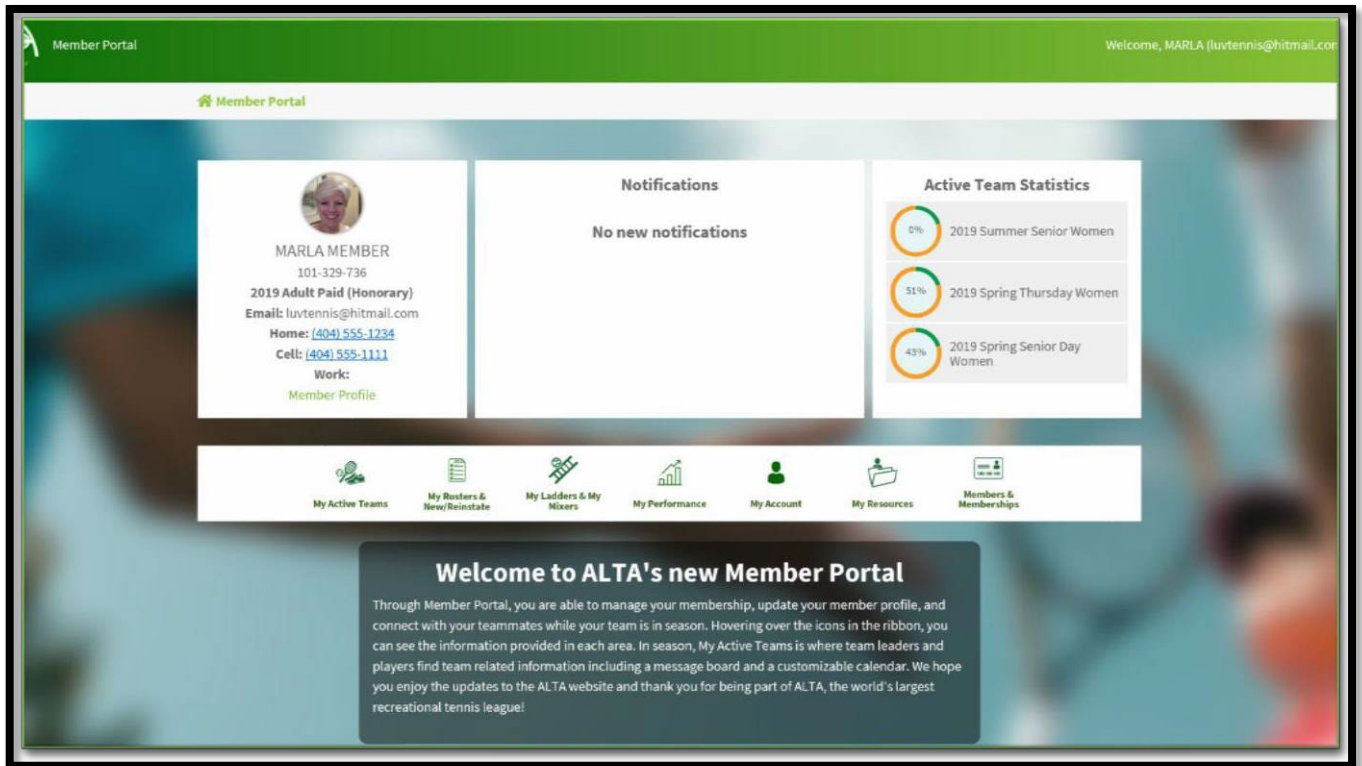 Member Portal
Welcome, MARLA (luvtennis@hitmail.com
Member Portal
MARLA MEMBER
101-329-736
2019 Adult Paid (Honorary)
Email: luvtennis@hitmail.com
Home: (404) 555-1234
Cell: (404) 555-1111
Work:
Member Profile
Notifications
No new notifications
Active Team Statistics
0% 2019 Summer Senior Women
51% 2019 Spring Thursday Women
43% 2019 Spring Senior Day
Women
My Active Teams
My Rosters &
New/Reinstate
My Ladders & My
Mixers
My Performance
My Account
My Resources
Members &
Memberships
Welcome to ALTA's new Member Portal
Through Member Portal, you are able to manage your membership, update your member profile, and
connect with your teammates while your team is in season. Hovering over the icons in the ribbon, you
can see the information provided in each area. In season, My Active Teams is where team leaders and
players find team related information including a message board and a customizable calendar. We hope
you enjoy the updates to the ALTA website and thank you for being part of ALTA, the world's largest
recreational tennis league!